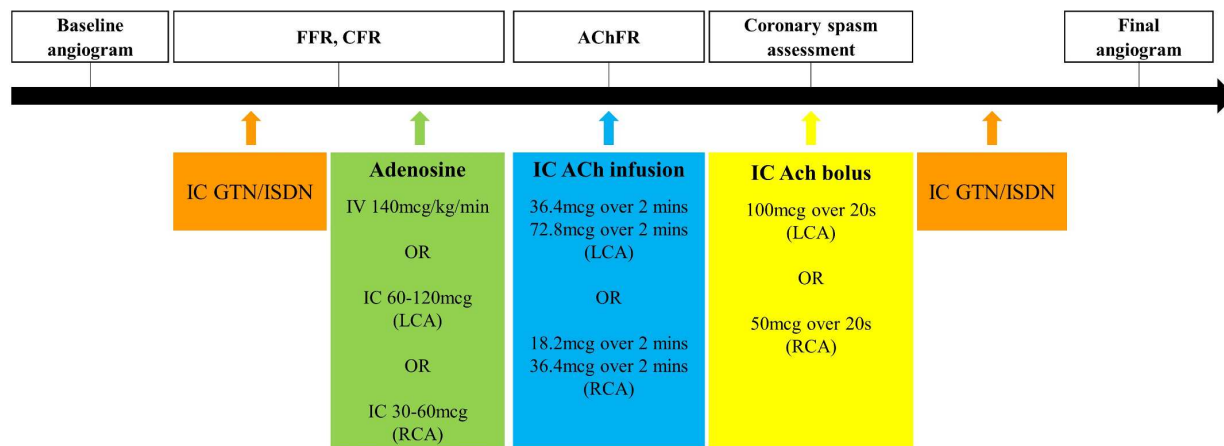 Baseline
angiogram
FFR, CFR
AChFR
Coronary spasm
assessment
Final
angiogram
IC GTN/ISDN
Adenosine
IV 140mcg/kg/min
OR
IC 60-120mcg
(LCA)
OR
IC 30-60mcg
(RCA)
IC ACh infusion
36.4mcg over 2 mins
72.8mcg over 2 mins
(LCA)
OR
18.2mcg over 2 mins
36.4mcg over 2 mins
(RCA)
IC Ach bolus
100mcg over 20s
(LCA)
OR
50mcg over 20s
(RCA)
IC GTN/ISDN